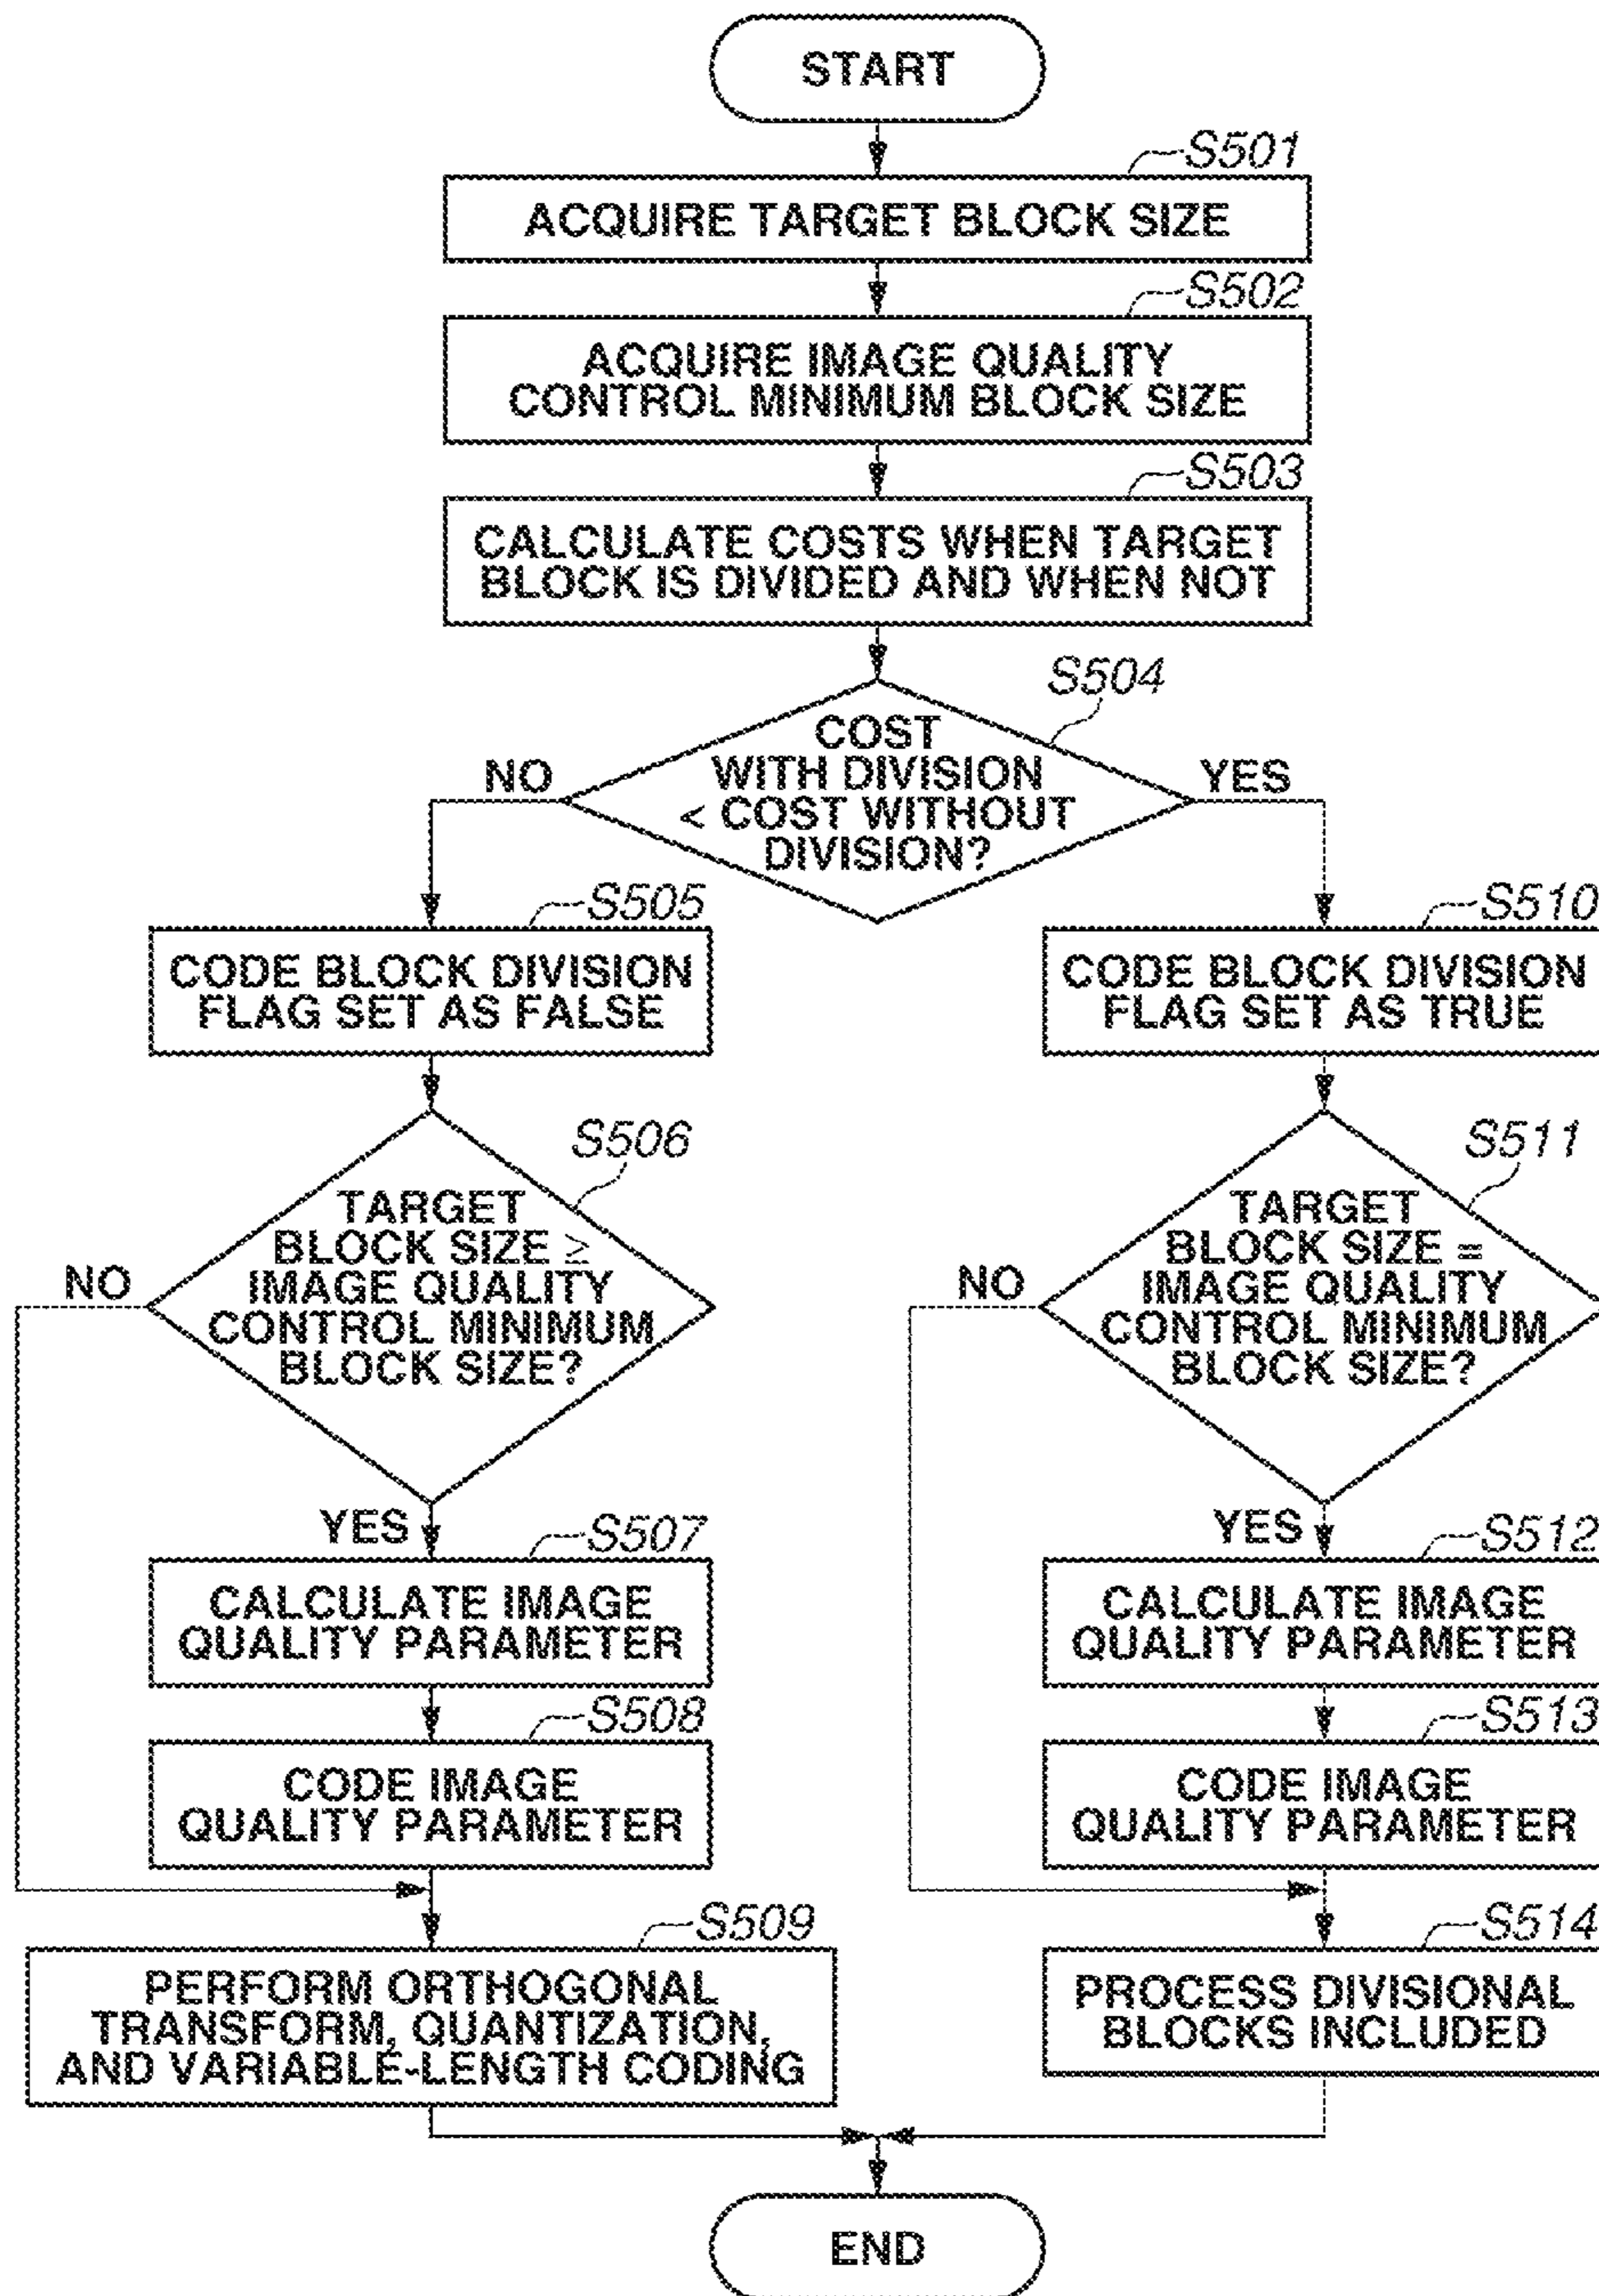 START
S501
ACQUIRE TARGET BLOCK SIZE
S502
ACQUIRE IMAGE QUALITY
CONTROL MINIMUM BLOCK SIZE
S503
CALCULATE COSTS WHEN TARGET
BLOCK IS DIVIDED AND WHEN NOT
S504
COST
WITH DIVISION
< COST WITHOUT
DIVISION?
NO
YES
S505
CODE BLOCK DIVISION
FLAG SET AS FALSE
S506
TARGET
BLOCK SIZE ≥
IMAGE QUALITY
CONTROL MINIMUM
BLOCK SIZE?
NO
YES
S507
CALCULATE IMAGE
QUALITY PARAMETER
S508
CODE IMAGE
QUALITY PARAMETER
S509
PERFORM ORTHOGONAL
TRANSFORM, QUANTIZATION,
AND VARIABLE-LENGTH CODING
S510
CODE BLOCK DIVISION
FLAG SET AS TRUE
S511
TARGET
BLOCK SIZE =
IMAGE QUALITY
CONTROL MINIMUM
BLOCK SIZE?
NO
YES
S512
CALCULATE IMAGE
QUALITY PARAMETER
S513
CODE IMAGE
QUALITY PARAMETER
S514
PROCESS DIVISIONAL
BLOCKS INCLUDED
END